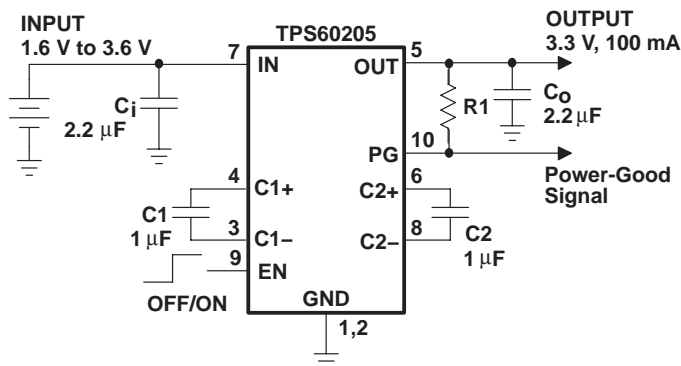 INPUT
1.6 V to 3.6 V
TPS60205
OUTPUT
3.3 V, 100 mA
7
IN
OUT
5
Ci
2.2 μF
R1
Co
2.2 μF
10
PG
Power-Good
Signal
4
C1+
C2+
6
C1
1 μF
3
C1−
C2−
8
C2
1 μF
9
EN
OFF/ON
GND
1,2